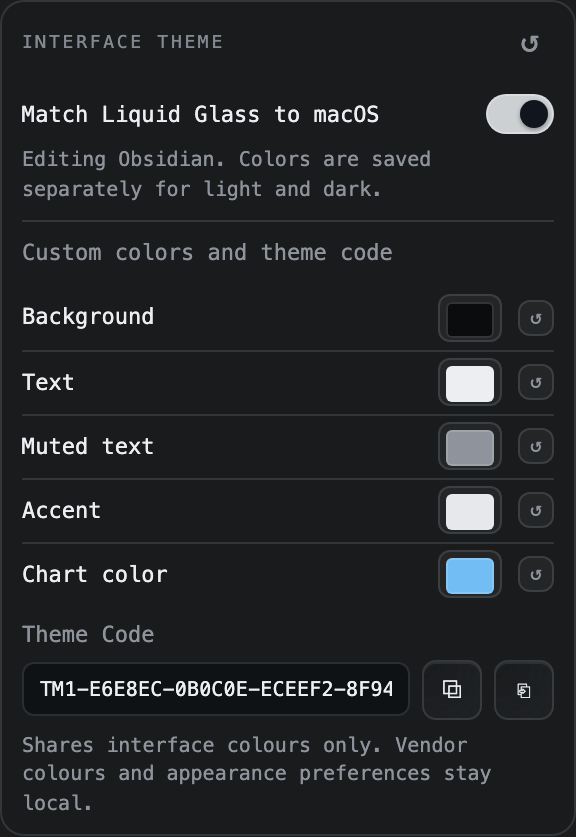 INTERFACE THEME
Match Liquid Glass to macOS
Editing Obsidian. Colors are saved
separately for light and dark.
Custom colors and theme code
Background
Text
Muted text
Accent
Chart color
Theme Code
TM1-E6E8EC-0B0C0E-ECEEF2-8F94
Shares interface colours only. Vendor
colours and appearance preferences stay
local.